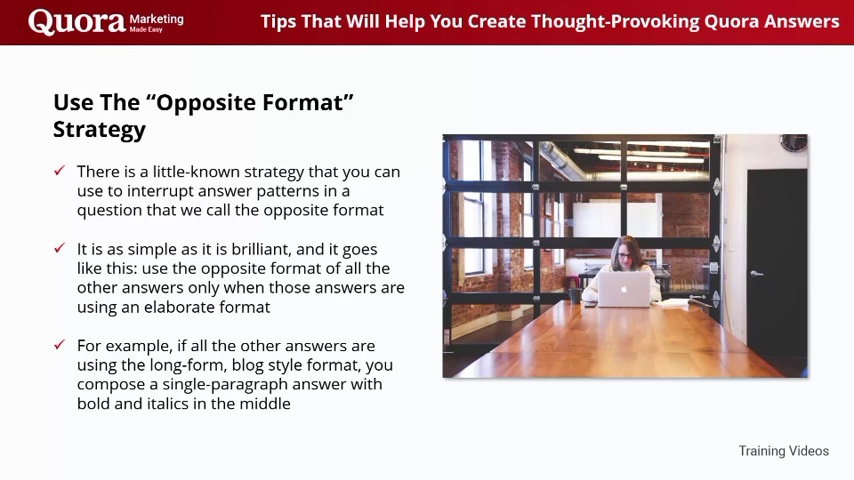 Quora Marketing
Made Easy
Tips That Will Help You Create Thought-Provoking Quora Answers
Use The “Opposite Format”
Strategy
✓ There is a little-known strategy that you can
use to interrupt answer patterns in a
question that we call the opposite format
✓ It is as simple as it is brilliant, and it goes
like this: use the opposite format of all the
other answers only when those answers are
using an elaborate format
✓ For example, if all the other answers are
using the long-form, blog style format, you
compose a single-paragraph answer with
bold and italics in the middle
Training Videos